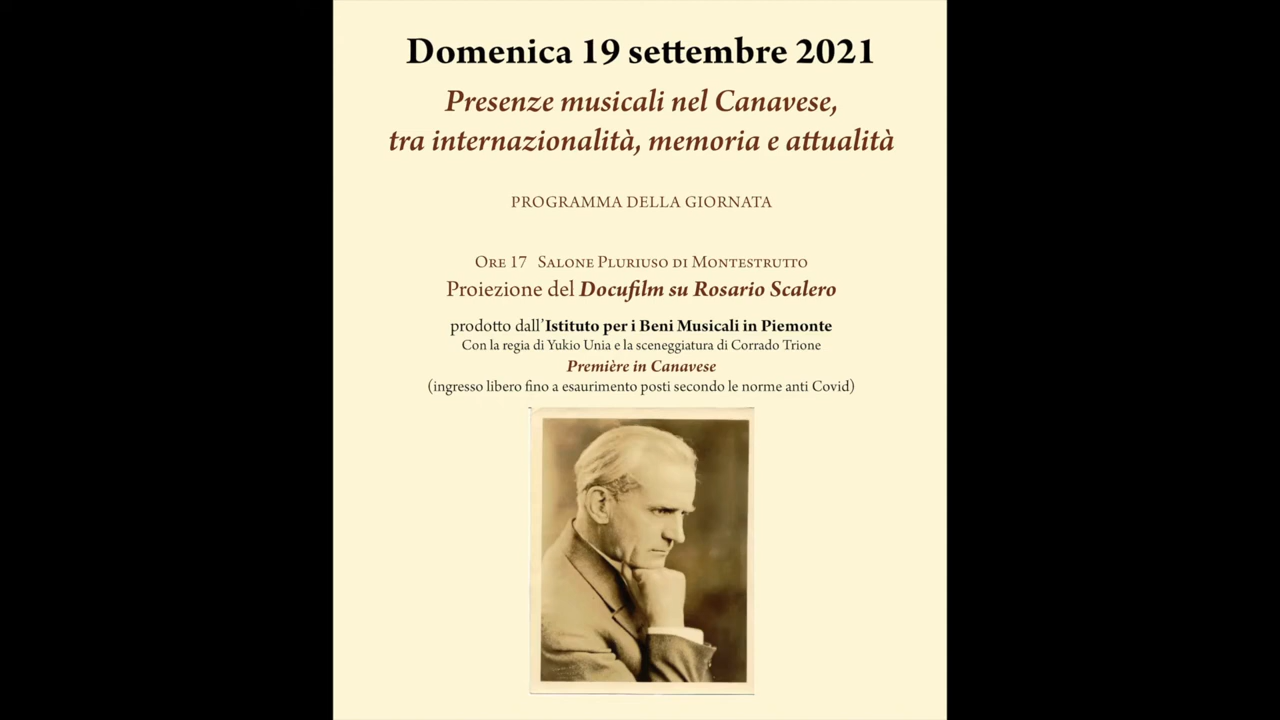 Domenica 19 settembre 2021
Presenze musicali nel Canavese,
tra internazionalità, memoria e attualità
PROGRAMMA DELLA GIORNATA
Ore 17 Salone Pluriuso di Montestrutto
Proiezione del Docufilm su Rosario Scalero
prodotto dall'Istituto per i Beni Musicali in Piemonte
Con la regia di Yukio Unia e la sceneggiatura di Corrado Trione
Première in Canavese
(ingresso libero fino a esaurimento posti secondo le norme anti Covid)